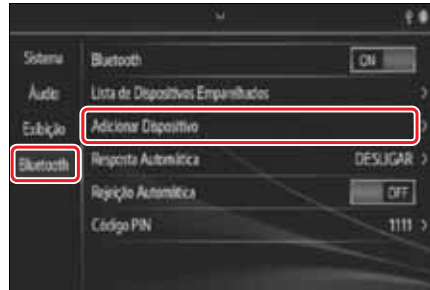 Sistema
Áudio
Exibição
Bluetooth
Bluetooth
ON
Lista de Dispositivos Emparelhados
Adicionar Dispositivo
Resposta Automática
DESLIGAR
Rejeição Automática
OFF
Código PIN
1111